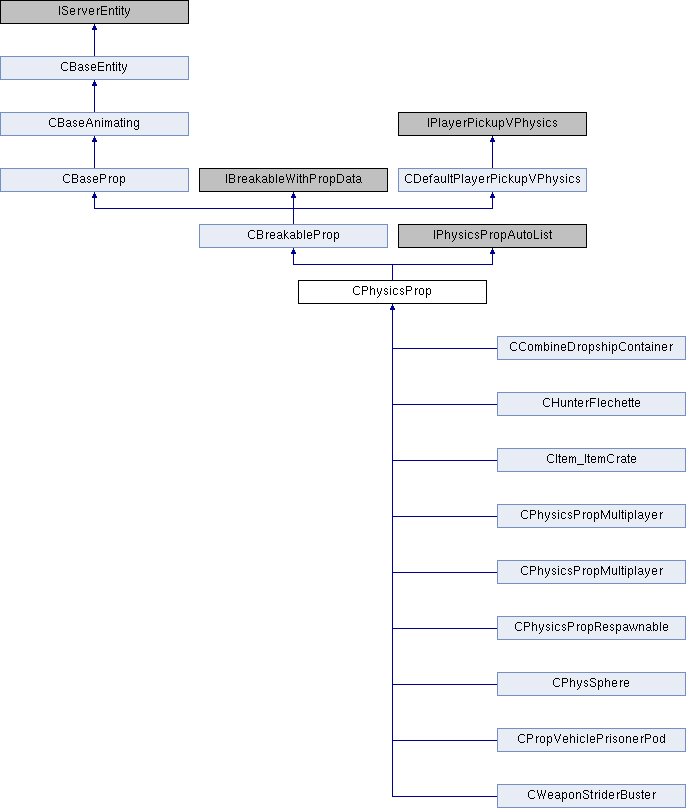 IServerEntity
CBaseEntity
CBaseAnimating
IPlayerPickupVPhysics
CBaseProp
IBreakableWithPropData
CDefaultPlayerPickupVPhysics
CBreakableProp
IPhysicsPropAutoList
CPhysicsProp
CCombineDropshipContainer
CHunterFlechette
CItem_ItemCrate
CPhysicsPropMultiplayer
CPhysicsPropMultiplayer
CPhysicsPropRespawnable
CPhysSphere
CPropVehiclePrisonerPod
CWeaponStriderBuster